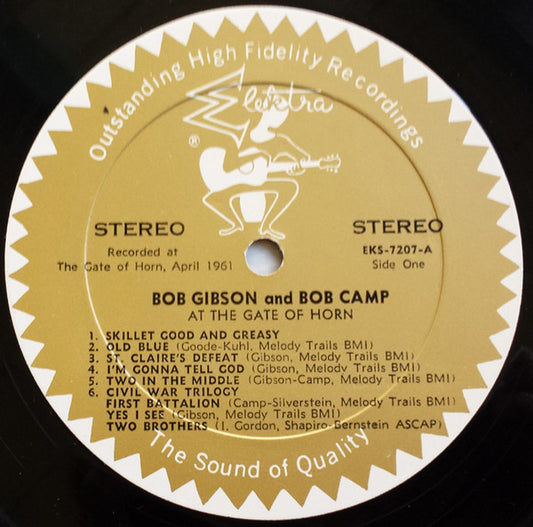 Outstanding High Fidelity Recordings
Elektra
®
STEREO STEREO
Recorded at EKS-7207-A
The Gate of Horn, April 1961 Side One
BOB GIBSON and BOB CAMP
AT THE GATE OF HORN
1. SKILLET GOOD AND GREASY
2. OLD BLUE (Goode-Kuhl, Melody Trails BMI)
3. ST. CLAIRE'S DEFEAT (Gibson, Melody Trails BMI)
4. I'M GONNA TELL GOD (Gibson, Melody Trails BMI)
5. TWO IN THE MIDDLE (Gibson-Camp, Melody Trails BMI)
6. CIVIL WAR TRILOGY
FIRST BATTALION (Camp-Silverstein, Melody Trails BMI)
YES I SEE (Gibson, Melody Trails BMI)
TWO BROTHERS (I. Gordon, Shapiro-Bernstein ASCAP)
The Sound of Quality